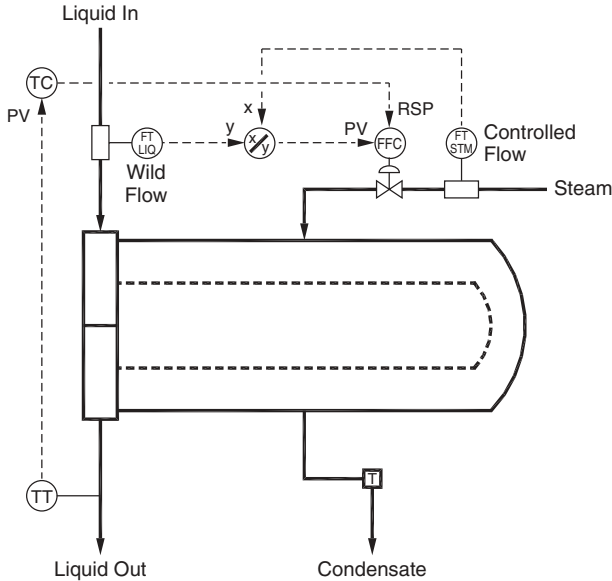 Liquid In
TC
x
RSP
PV
FT
LIQ
y
x
y
PV
FFC
FT
STM
Controlled
Flow
Wild
Flow
Steam
T
TT
Liquid Out
Condensate